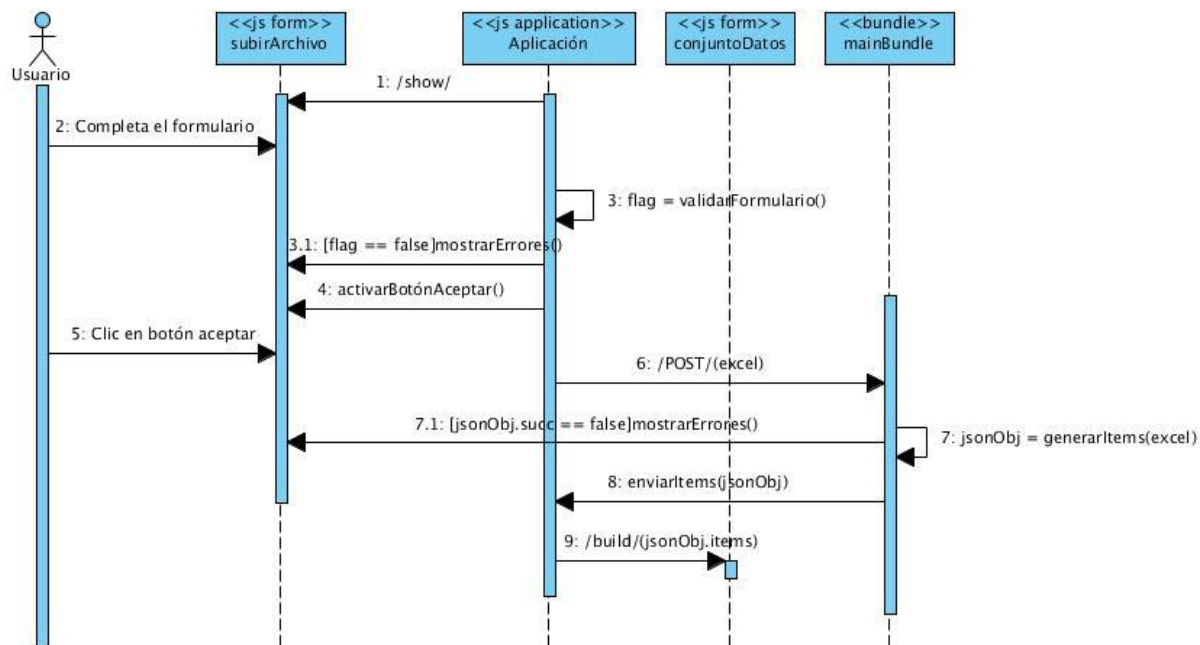 <<js form>>
subirArchivo
<<js application>>
Aplicación
<<js form>>
conjuntoDatos
<<bundle>>
mainBundle
Usuario
1: /show/
2: Completa el formulario
3: flag = validarFormulario()
3.1: [flag == false]mostrarErrores()
4: activarBotónAceptar()
5: Clic en botón aceptar
6: /POST/(excel)
7.1: [jsonObj.succ == false]mostrarErrores()
7: jsonObj = generarItems(excel)
8: enviarItems(jsonObj)
9: /build/(jsonObj.items)